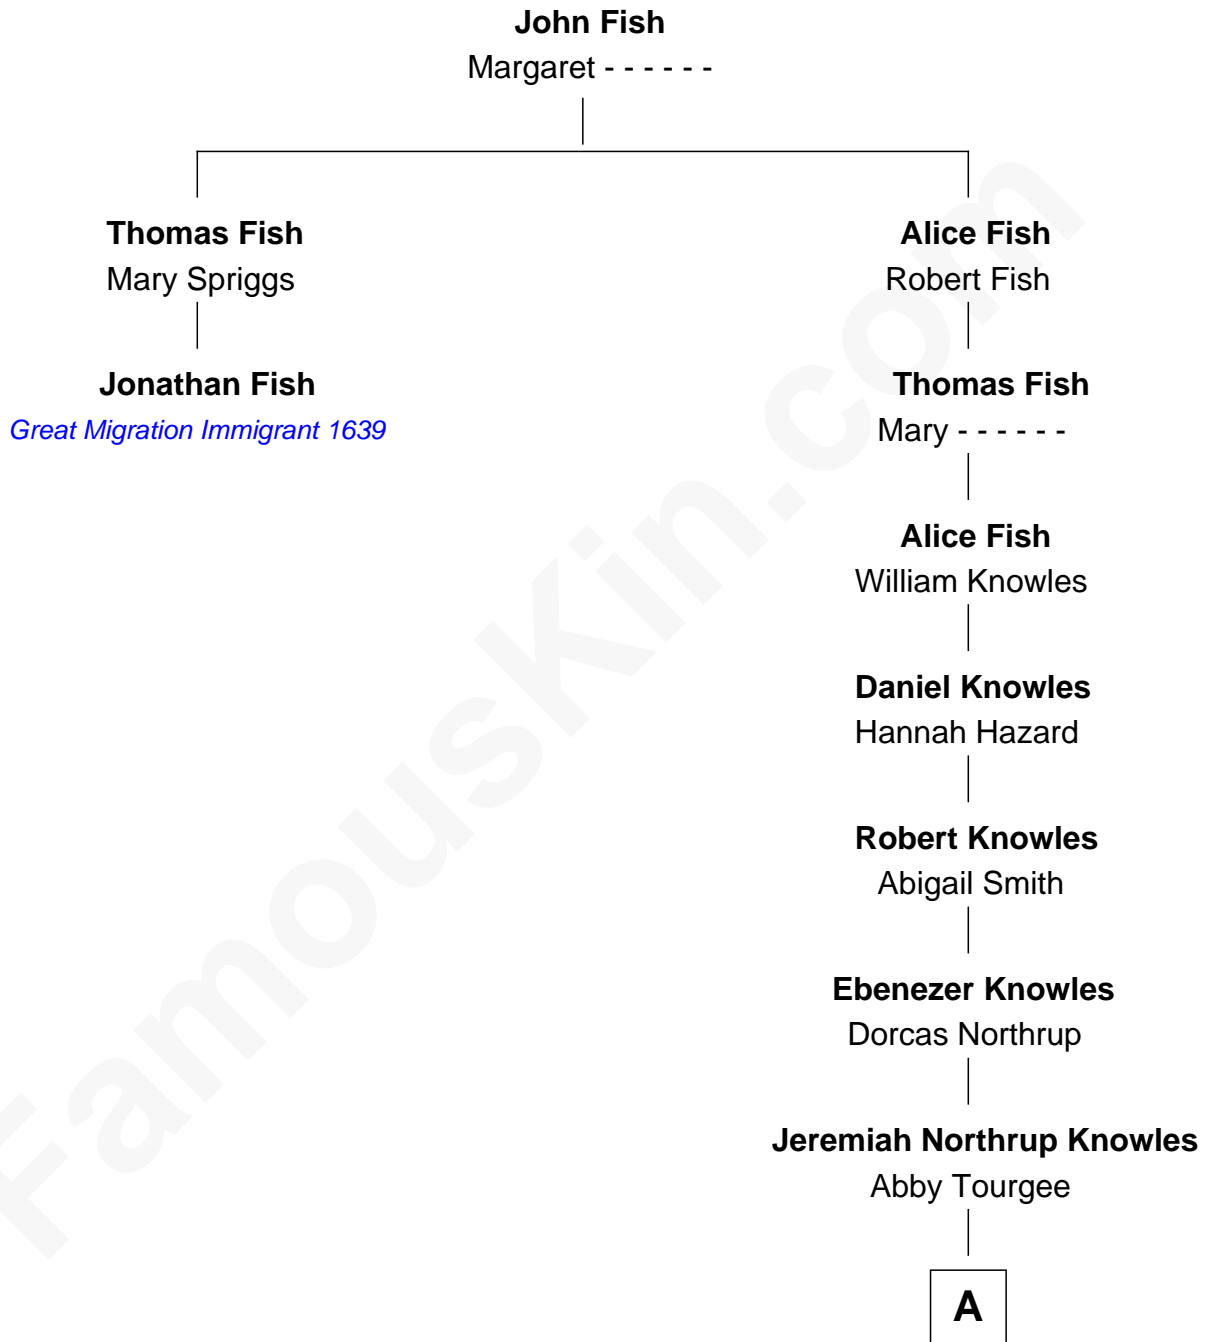 John Fish
Margaret - - - - - -
Thomas Fish
Mary Spriggs
Jonathan Fish
Great Migration Immigrant 1639
Alice Fish
Robert Fish
Thomas Fish
Mary - - - - - -
Alice Fish
William Knowles
Daniel Knowles
Hannah Hazard
Robert Knowles
Abigail Smith
Ebenezer Knowles
Dorcas Northrup
Jeremiah Northrup Knowles
Abby Tourgee
A
FamousKin.com